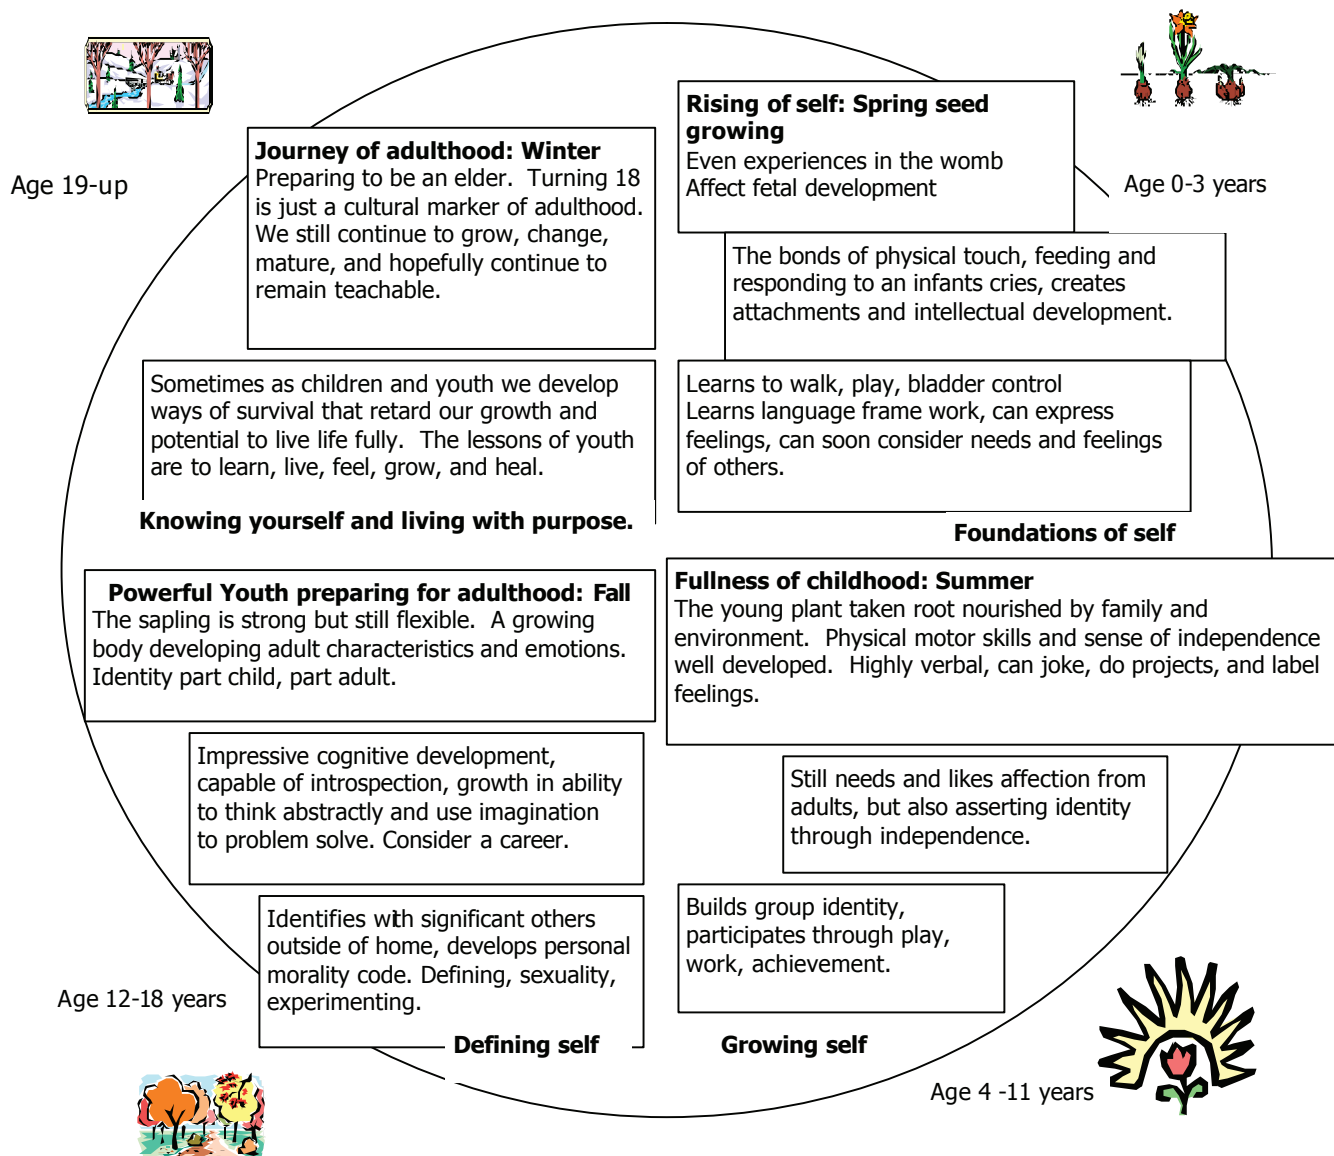 Rising of self: Spring seed
growing
Even experiences in the womb
Affect fetal development
Age 0-3 years
The bonds of physical touch, feeding and
responding to an infants cries, creates
attachments and intellectual development.
Learns to walk, play, bladder control
Learns language frame work, can express
feelings, can soon consider needs and feelings
of others.
Foundations of self
Fullness of childhood: Summer
The young plant taken root nourished by family and
environment.  Physical motor skills and sense of independence
well developed.  Highly verbal, can joke, do projects, and label
feelings.
Still needs and likes affection from
adults, but also asserting identity
through independence.
Builds group identity,
participates through play,
work, achievement.
Growing self
Age 4 -11 years
Powerful Youth preparing for adulthood: Fall
The sapling is strong but still flexible.  A growing
body developing adult characteristics and emotions.
Identity part child, part adult.
Impressive cognitive development,
capable of introspection, growth in ability
to think abstractly and use imagination
to problem solve. Consider a career.
Identifies with significant others
outside of home, develops personal
morality code. Defining, sexuality,
experimenting.
Defining self
Age 12-18 years
Journey of adulthood: Winter
Preparing to be an elder.  Turning 18
is just a cultural marker of adulthood.
We still continue to grow, change,
mature, and hopefully continue to
remain teachable.
Age 19-up
Sometimes as children and youth we develop
ways of survival that retard our growth and
potential to live life fully.  The lessons of youth
are to learn, live, feel, grow, and heal.
Knowing yourself and living with purpose.